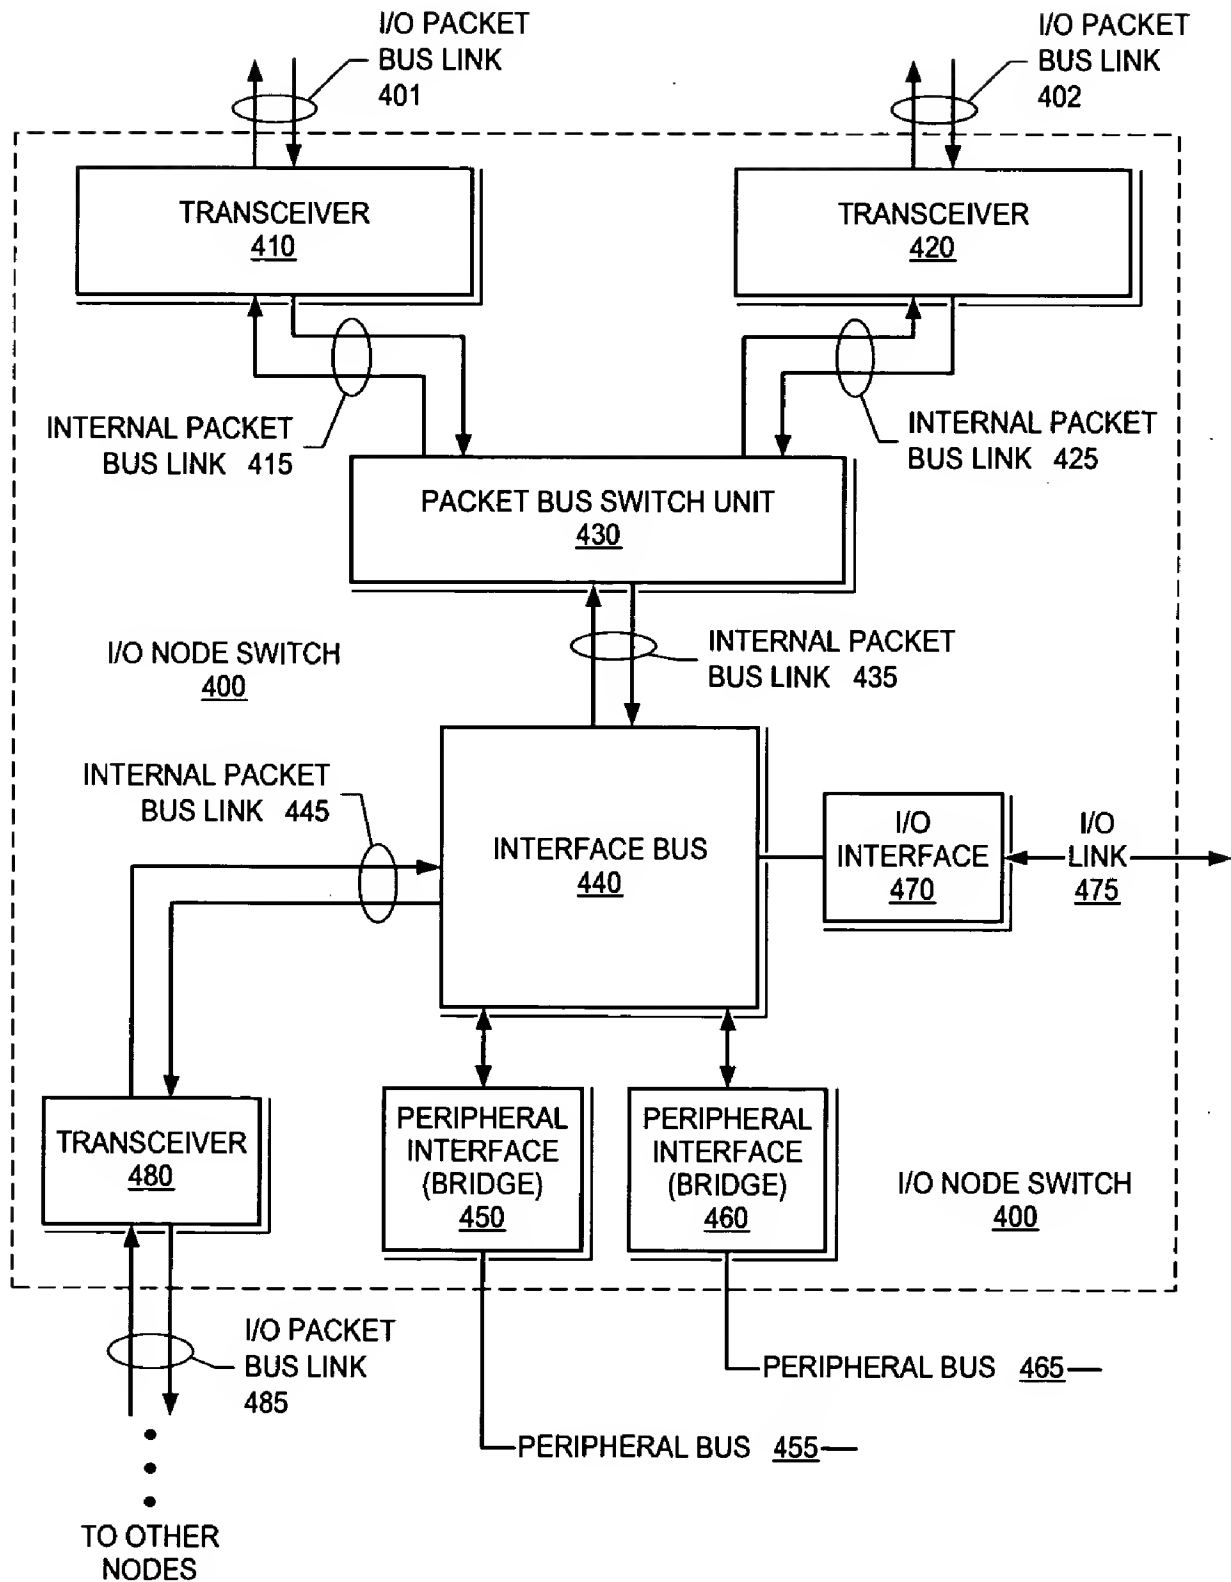 I/O PACKET
BUS LINK
401
I/O PACKET
BUS LINK
402
TRANSCEIVER
410
TRANSCEIVER
420
INTERNAL PACKET
BUS LINK 415
INTERNAL PACKET
BUS LINK 425
PACKET BUS SWITCH UNIT
430
I/O NODE SWITCH
400
INTERNAL PACKET
BUS LINK 435
INTERNAL PACKET
BUS LINK 445
INTERFACE BUS
440
I/O
INTERFACE
470
I/O
LINK
475
TRANSCEIVER
480
PERIPHERAL
INTERFACE
(BRIDGE)
450
PERIPHERAL
INTERFACE
(BRIDGE)
460
I/O NODE SWITCH
400
I/O PACKET
BUS LINK
485
PERIPHERAL BUS 465
PERIPHERAL BUS 455
TO OTHER
NODES